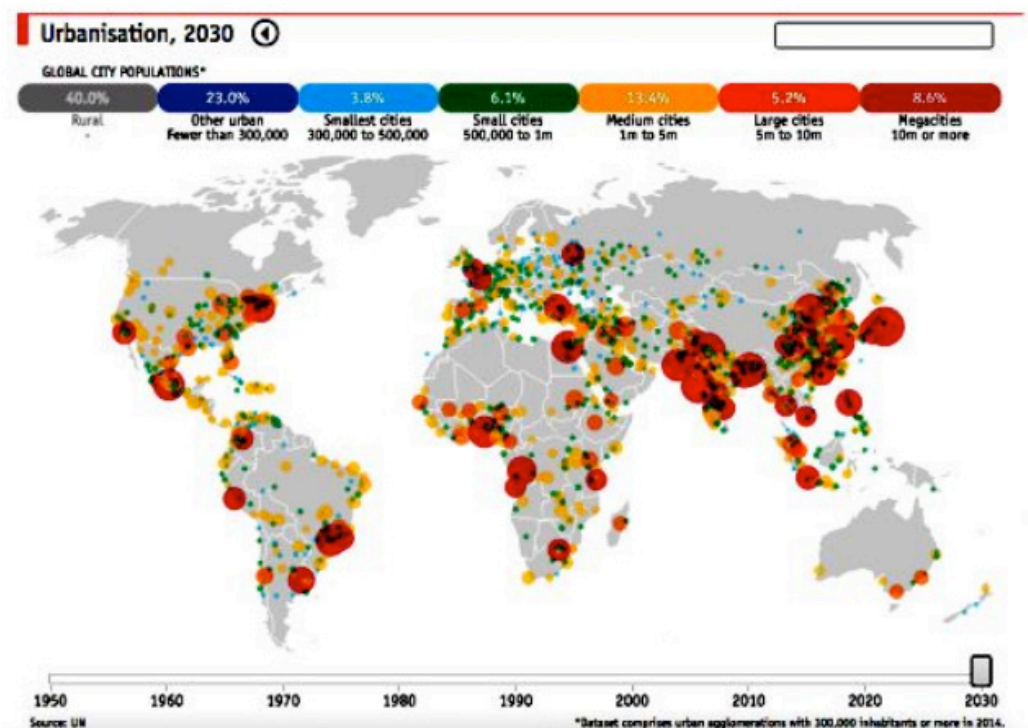 Urbanisation, 2030
GLOBAL CITY POPULATIONS*
40.0% 23.0% 3.8% 6.1% 13.4% 5.2% 8.6%
Rural Other urban Smallest cities Small cities Medium cities Large cities Megacities
- Fewer than 300,000 300,000 to 500,000 500,000 to 1m 1m to 5m 5m to 10m 10m or more
1950 1960 1970 1980 1990 2000 2010 2020 2030
Source: UN *Dataset comprises urban agglomerations with 300,000 inhabitants or more in 2014.